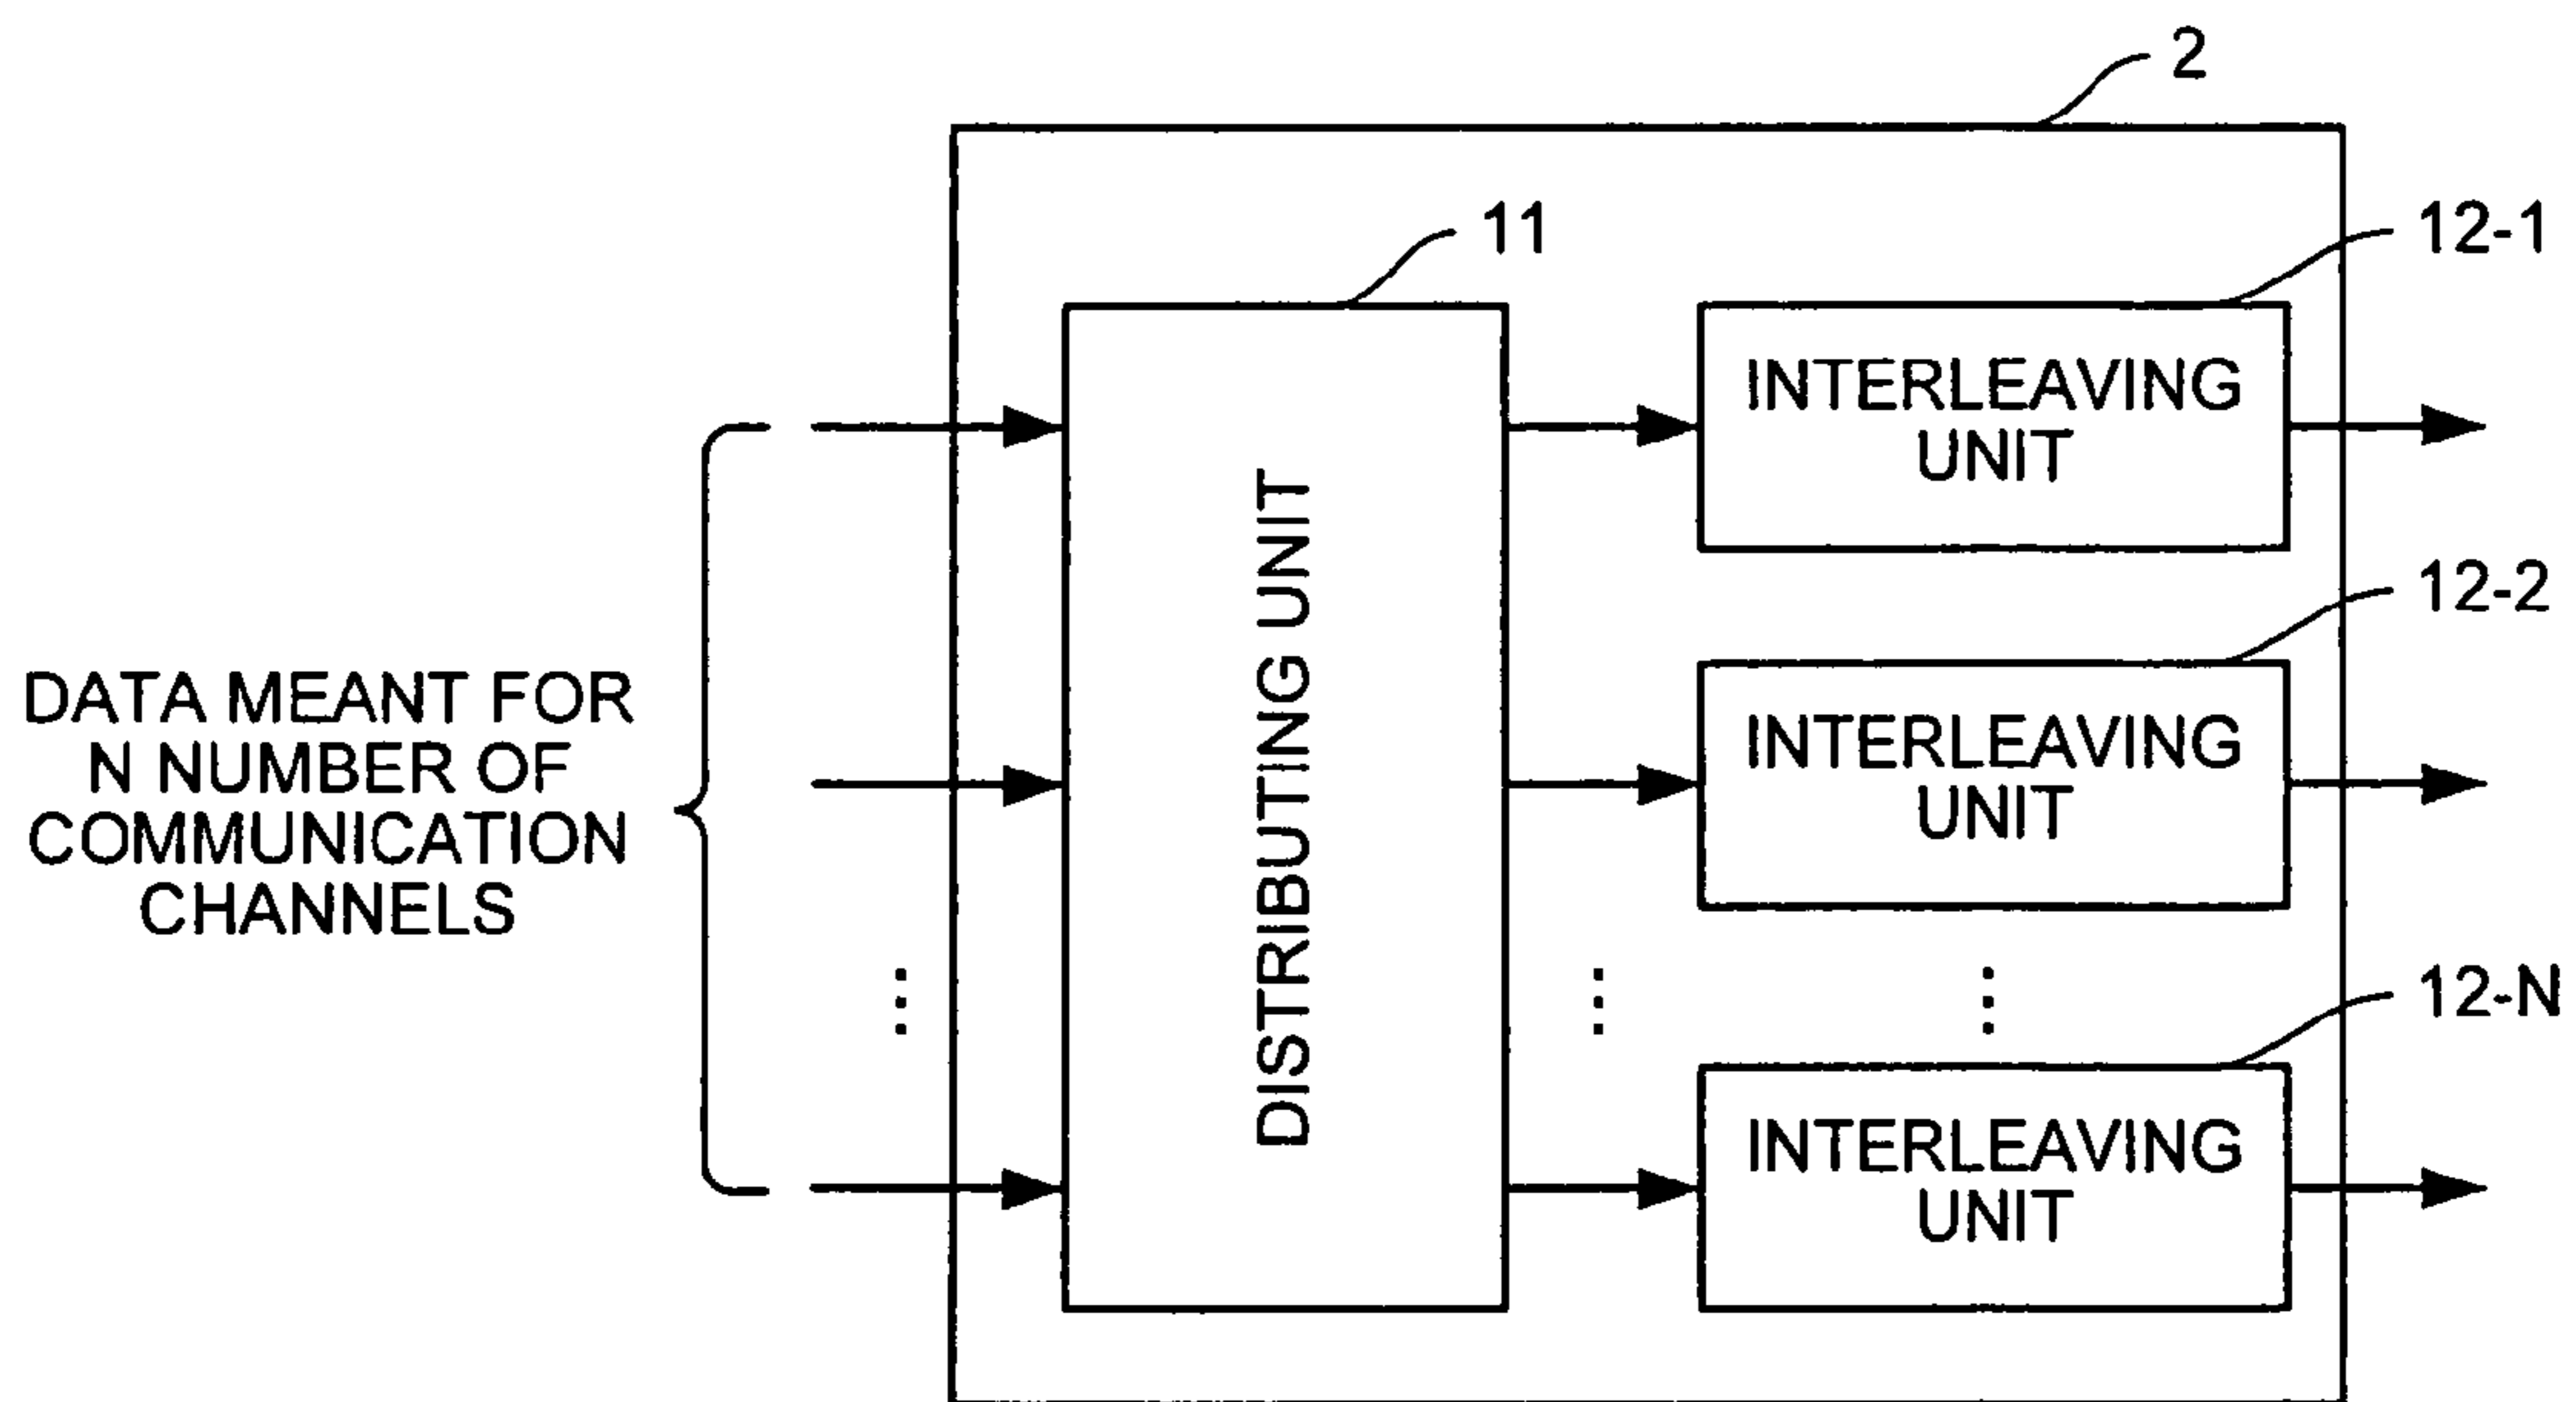 2
11
12-1
INTERLEAVING
UNIT
12-2
DATA MEANT FOR
N NUMBER OF
COMMUNICATION
CHANNELS
DISTRIBUTING UNIT
INTERLEAVING
UNIT
12-N
INTERLEAVING
UNIT